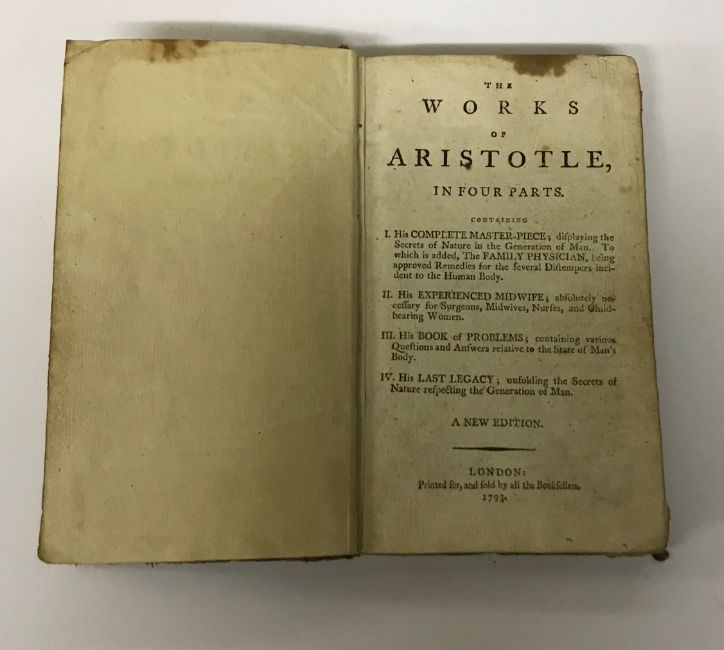 THE
WORKS
OF
ARISTOTLE,
IN FOUR PARTS.
CONTAINING
I. His COMPLETE MASTER-PIECE; diſplaying the
Secrets of Nature in the Generation of Man. To
which is added, The FAMILY PHYSICIAN, being
approved Remedies for the ſeveral Diſtempers inci-
dent to the Human Body.
II. His EXPERIENCED MIDWIFE; abſolutely ne-
ceſſary for Surgeons, Midwives, Nurſes, and Child-
bearing Women.
III. His BOOK of PROBLEMS; containing various
Queſtions and Anſwers relative to the State of Man's
Body.
IV. His LAST LEGACY; unfolding the Secrets of
Nature reſpecting the Generation of Man.
A NEW EDITION.
LONDON:
Printed for, and ſold by all the Bookſellers.
1793.